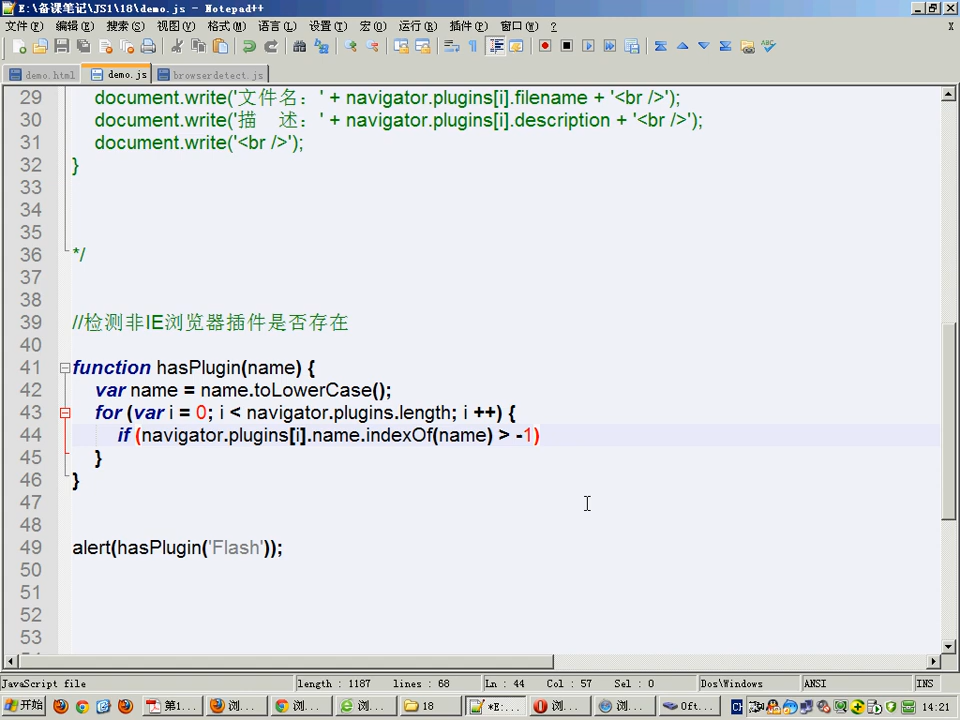 E:\备课笔记\JS1\18\demo.js - Notepad++
文件(F) 编辑(E) 搜索(S) 视图(V) 格式(M) 语言(L) 设置(T) 宏(O) 运行(R) 插件(P) 窗口(W) ? X
demo.html demo.js browserdetect.js
29 document.write('文件名：' + navigator.plugins[i].filename + '<br />');
30 document.write('描　述：' + navigator.plugins[i].description + '<br />');
31 document.write('<br />');
32 }
33
34
35
36 */
37
38
39 //检测非IE浏览器插件是否存在
40
41 function hasPlugin(name) {
42 var name = name.toLowerCase();
43 for (var i = 0; i < navigator.plugins.length; i ++) {
44 if (navigator.plugins[i].name.indexOf(name) > -1)
45 }
46 }
47
48
49 alert(hasPlugin('Flash'));
50
51
52
53
JavaScript file length : 1187 lines : 68 Ln : 44 Col : 57 Sel : 0 Dos\Windows ANSI INS
开始 第1... 浏... 浏... 浏... 18 *E:... 浏... 浏... Oft... 14:21